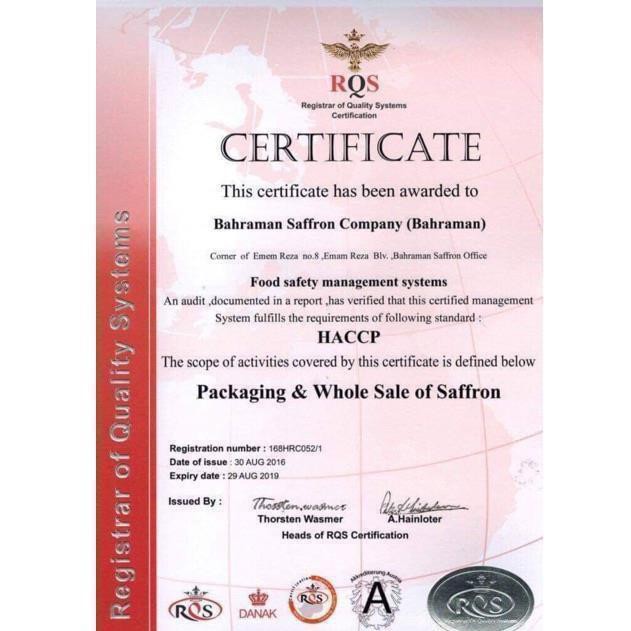 RQS
Registrar of Quality Systems
Certification
CERTIFICATE
This certificate has been awarded to
Bahraman Saffron Company (Bahraman)
Corner of Emem Reza no.8 ,Emam Reza Blv. ,Bahraman Saffron Office
Food safety management systems
An audit ,documented in a report ,has verified that this certified management
System fulfills the requirements of following standard :
HACCP
The scope of activities covered by this certificate is defined below
Packaging & Whole Sale of Saffron
Registration number : 168HRC052/1
Date of issue : 30 AUG 2016
Expiry date : 29 AUG 2019
Issued By :
Thorsten Wasmer
A.Hainloter
Heads of RQS Certification
Registrar of Quality Systems
RQS
DANAK
RQS
Akkreditierung Austria
A
RQS